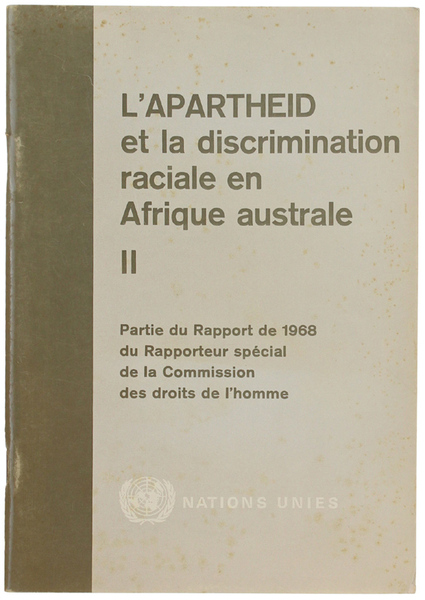 L'APARTHEID
et la discrimination
raciale en
Afrique australe
II
Partie du Rapport de 1968
du Rapporteur spécial
de la Commission
des droits de l'homme
NATIONS UNIES